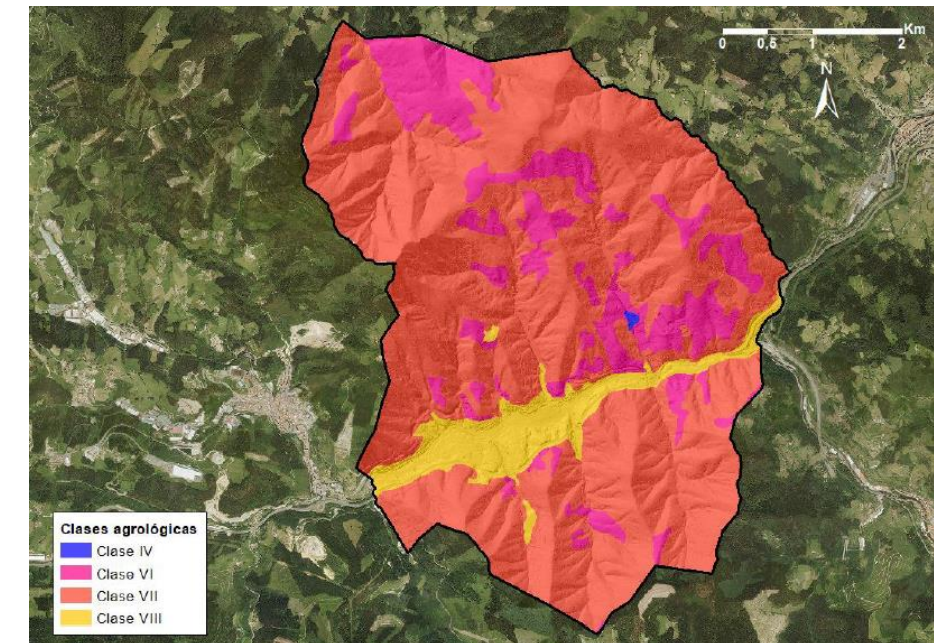 Km
0 0,5 1 2
N
Clases agrológicas
Clase IV
Clase VI
Clase VII
Clase VIII